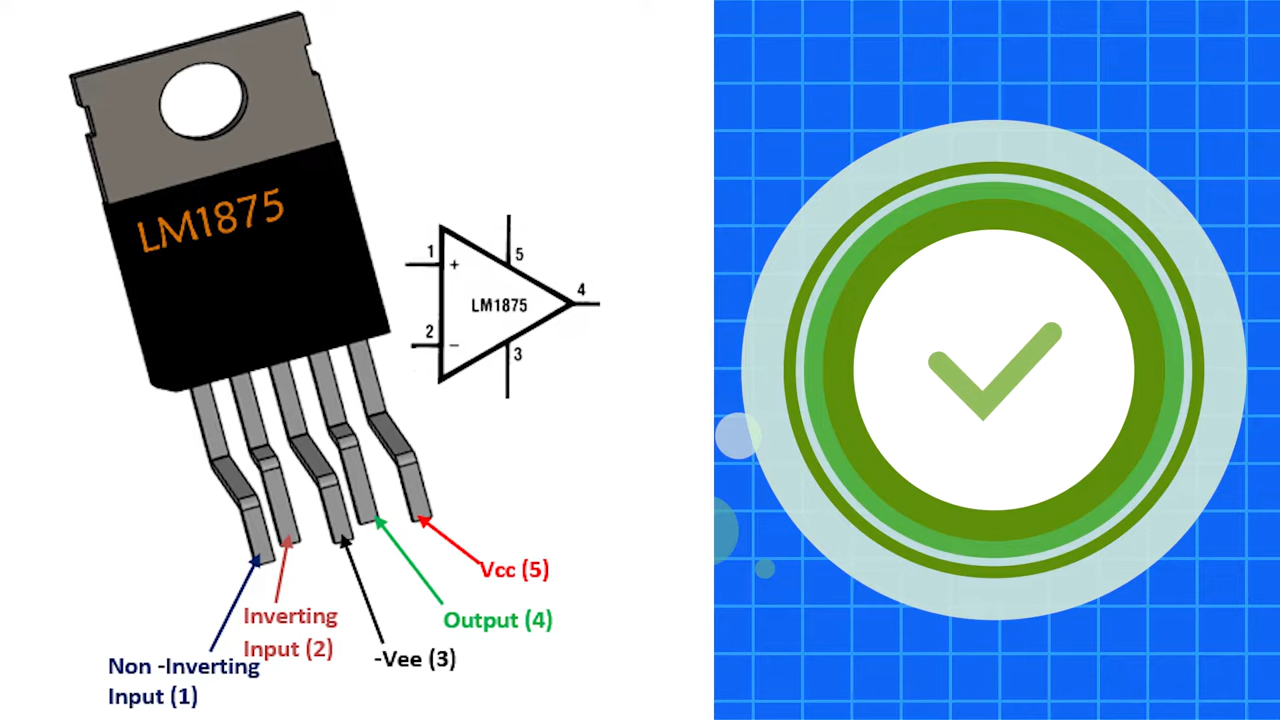 LM1875
1
+
5
LM1875
4
2
−
3
Vcc (5)
Output (4)
Inverting
Input (2)
-Vee (3)
Non -Inverting
Input (1)